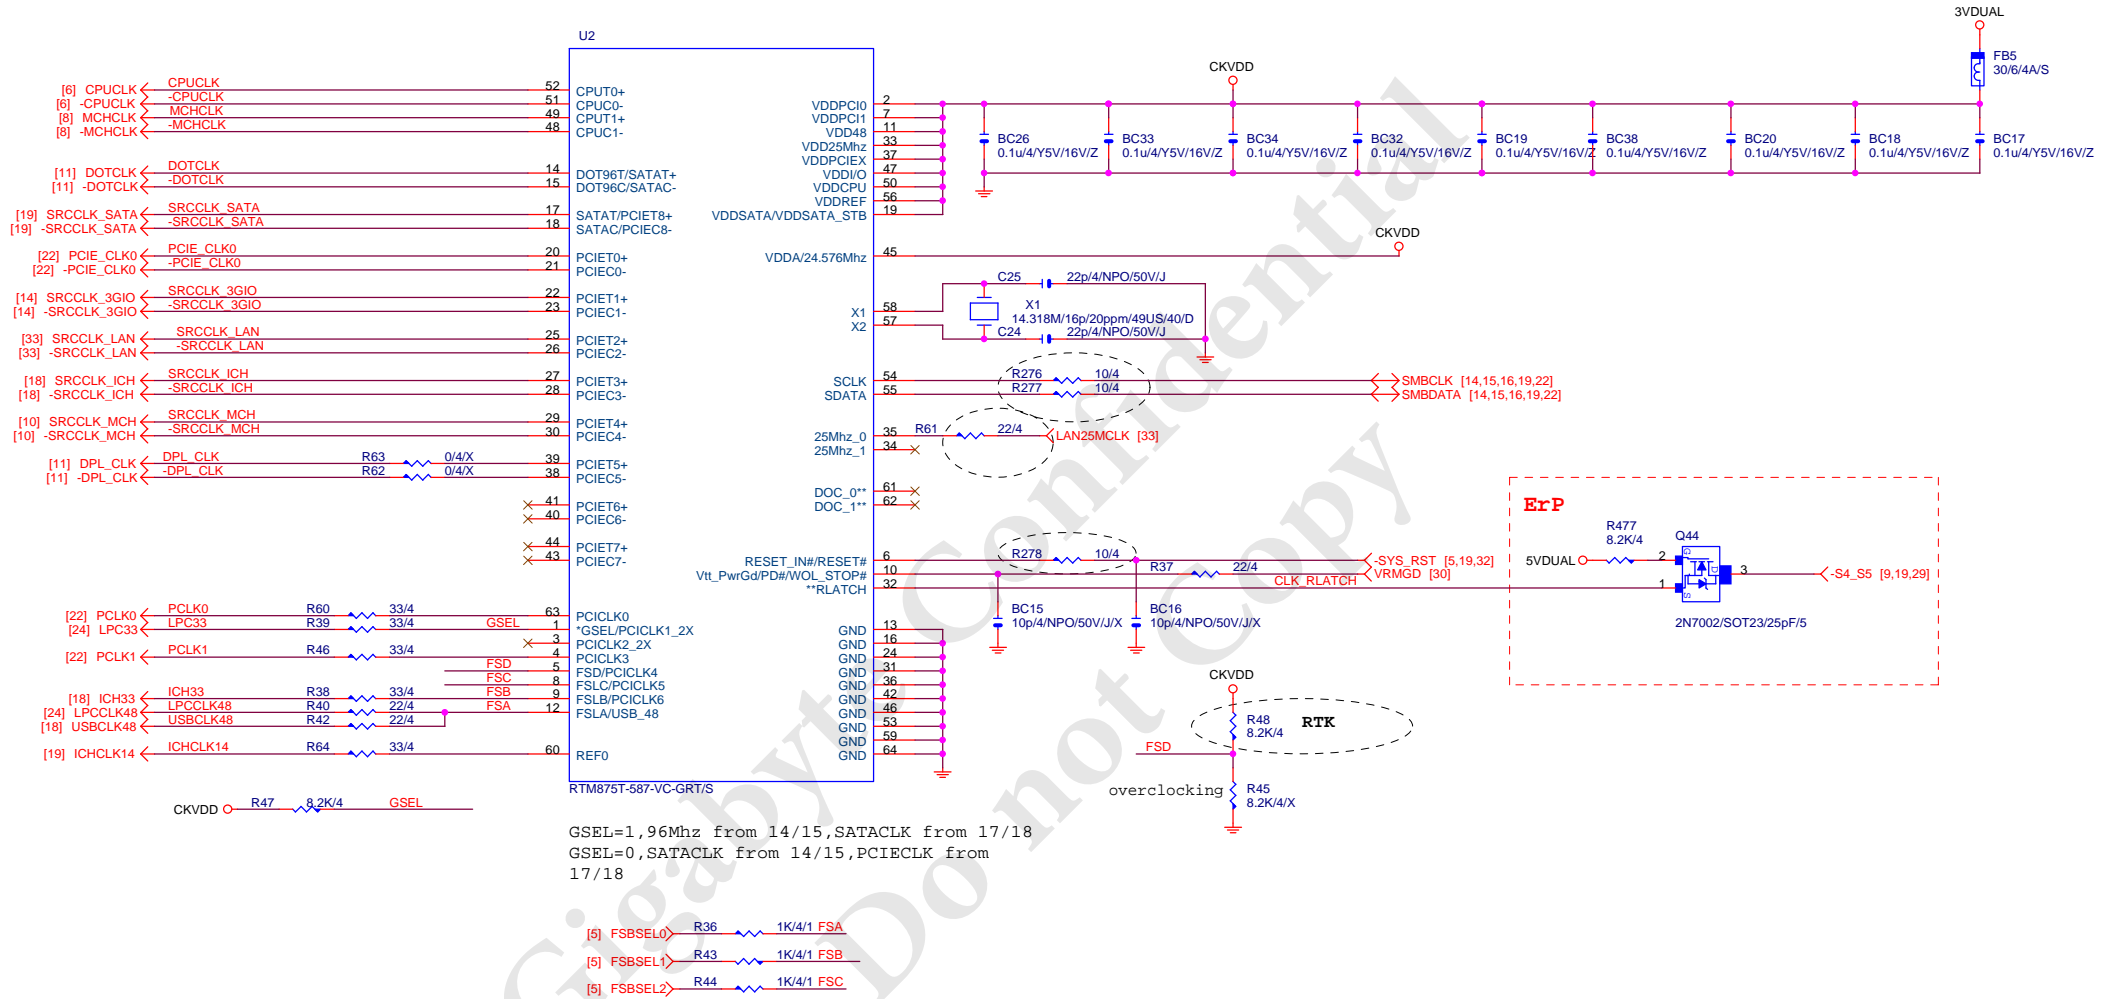 3VDUAL
U2
FB5
30/6/4A/S
CKVDD
[6] CPUCLK CPUCLK 52 CPUT0+
[6] -CPUCLK -CPUCLK 51 CPUC0-
[8] MCHCLK MCHCLK 49 CPUT1+
[8] -MCHCLK -MCHCLK 48 CPUC1-
[11] DOTCLK DOTCLK 14 DOT96T/SATAT+
[11] -DOTCLK -DOTCLK 15 DOT96C/SATAC-
[19] SRCCLK_SATA SRCCLK_SATA 17 SATAT/PCIET8+
[19] -SRCCLK_SATA -SRCCLK_SATA 18 SATAC/PCIEC8-
[22] PCIE_CLK0 PCIE_CLK0 20 PCIET0+
[22] -PCIE_CLK0 -PCIE_CLK0 21 PCIEC0-
[14] SRCCLK_3GIO SRCCLK_3GIO 22 PCIET1+
[14] -SRCCLK_3GIO -SRCCLK_3GIO 23 PCIEC1-
[33] SRCCLK_LAN SRCCLK_LAN 25 PCIET2+
[33] -SRCCLK_LAN -SRCCLK_LAN 26 PCIEC2-
[18] SRCCLK_ICH SRCCLK_ICH 27 PCIET3+
[18] -SRCCLK_ICH -SRCCLK_ICH 28 PCIEC3-
[10] SRCCLK_MCH SRCCLK_MCH 29 PCIET4+
[10] -SRCCLK_MCH -SRCCLK_MCH 30 PCIEC4-
[11] DPL_CLK DPL_CLK R63 0/4/X 39 PCIET5+
[11] -DPL_CLK -DPL_CLK R62 0/4/X 38 PCIEC5-
41 PCIET6+
40 PCIEC6-
44 PCIET7+
43 PCIEC7-
[22] PCLK0 PCLK0 R60 33/4 63 PCICLK0
[24] LPC33 LPC33 R39 33/4 GSEL 1 *GSEL/PCICLK1_2X
3 PCICLK2_2X
[22] PCLK1 PCLK1 R46 33/4 4 PCICLK3
FSD 5 FSD/PCICLK4
FSC 8 FSLC/PCICLK5
[18] ICH33 ICH33 R38 33/4 FSB 9 FSLB/PCICLK6
[24] LPCCLK48 LPCCLK48 R40 22/4 FSA 12 FSLA/USB_48
[18] USBCLK48 USBCLK48 R42 22/4
[19] ICHCLK14 ICHCLK14 R64 33/4 60 REF0
VDDPCI0 2
VDDPCI1 7
VDD48 11
VDD25Mhz 33
VDDPCIEX 37
VDDI/O 47
VDDCPU 50
VDDREF 56
VDDSATA/VDDSATA_STB 19
BC26 BC33 BC34 BC32 BC19 BC38 BC20 BC18 BC17
0.1u/4/Y5V/16V/Z 0.1u/4/Y5V/16V/Z 0.1u/4/Y5V/16V/Z 0.1u/4/Y5V/16V/Z 0.1u/4/Y5V/16V/Z 0.1u/4/Y5V/16V/Z 0.1u/4/Y5V/16V/Z 0.1u/4/Y5V/16V/Z 0.1u/4/Y5V/16V/Z
CKVDD
VDDA/24.576Mhz 45
C25 22p/4/NPO/50V/J
X1 58
X1
14.318M/16p/20ppm/49US/40/D
X2 57
C24 22p/4/NPO/50V/J
SCLK 54 R276 10/4 SMBCLK [14,15,16,19,22]
SDATA 55 R277 10/4 SMBDATA [14,15,16,19,22]
25Mhz_0 35 R61 22/4 LAN25MCLK [33]
25Mhz_1 34
DOC_0** 61
DOC_1** 62
RESET_IN#/RESET# 6 R278 10/4 -SYS_RST [5,19,32]
Vtt_PwrGd/PD#/WOL_STOP# 10 R37 22/4 VRMGD [30]
**RLATCH 32 CLK_RLATCH
BC15
10p/4/NPO/50V/J/X
BC16
10p/4/NPO/50V/J/X
GND 13
GND 16
GND 24
GND 31
GND 36
GND 42
GND 46
GND 53
GND 59
GND 64
ErP
R477
8.2K/4
Q44
5VDUAL 2 G D S 1 3 -S4_S5 [9,19,29]
2N7002/SOT23/25pF/5
CKVDD
R48
8.2K/4
RTK
FSD
overclocking R45
8.2K/4/X
RTM875T-587-VC-GRT/S
CKVDD R47 8.2K/4 GSEL
GSEL=1,96Mhz from 14/15,SATACLK from 17/18
GSEL=0,SATACLK from 14/15,PCIECLK from
17/18
[5] FSBSEL0 R36 1K/4/1 FSA
[5] FSBSEL1 R43 1K/4/1 FSB
[5] FSBSEL2 R44 1K/4/1 FSC
Gigabyte Confidential
Do not Copy